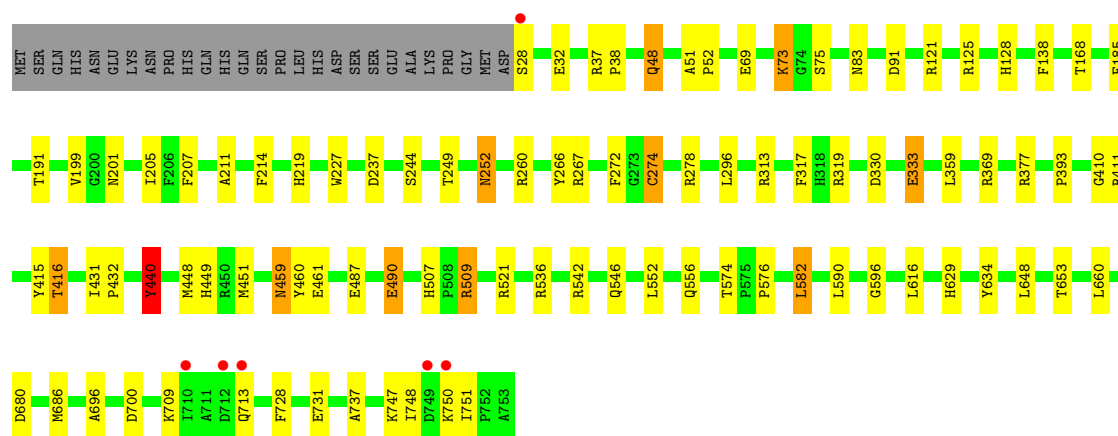 MET SER GLN HIS ASN GLU LYS ASN PRO HIS GLN HIS GLN SER PRO LEU HIS ASP SER SER GLU ALA LYS PRO GLY MET ASP S28 E32 R37 P38 Q48 A51 P52 E69 K73 G74 S75 N83 D91 R121 R125 H128 F138 T168 F185
T191 V199 G200 N201 I205 F206 F207 A211 F214 H219 W227 D237 S244 T249 N252 R260 Y266 R267 F272 G273 C274 R278 L296 R313 F317 H318 R319 D330 E333 L359 R369 R377 P393 G410 R411
Y415 T416 I431 P432 Y440 M448 H449 R450 M451 N459 Y460 E461 E487 E490 H507 P508 R509 R521 R536 R542 Q546 L552 Q556 T574 P575 P576 L582 L590 G596 L616 H629 Y634 L648 T653 L660
D680 M686 A696 D700 K709 I710 A711 D712 Q713 F728 E731 A737 K747 I748 D749 K750 I751 P752 A753